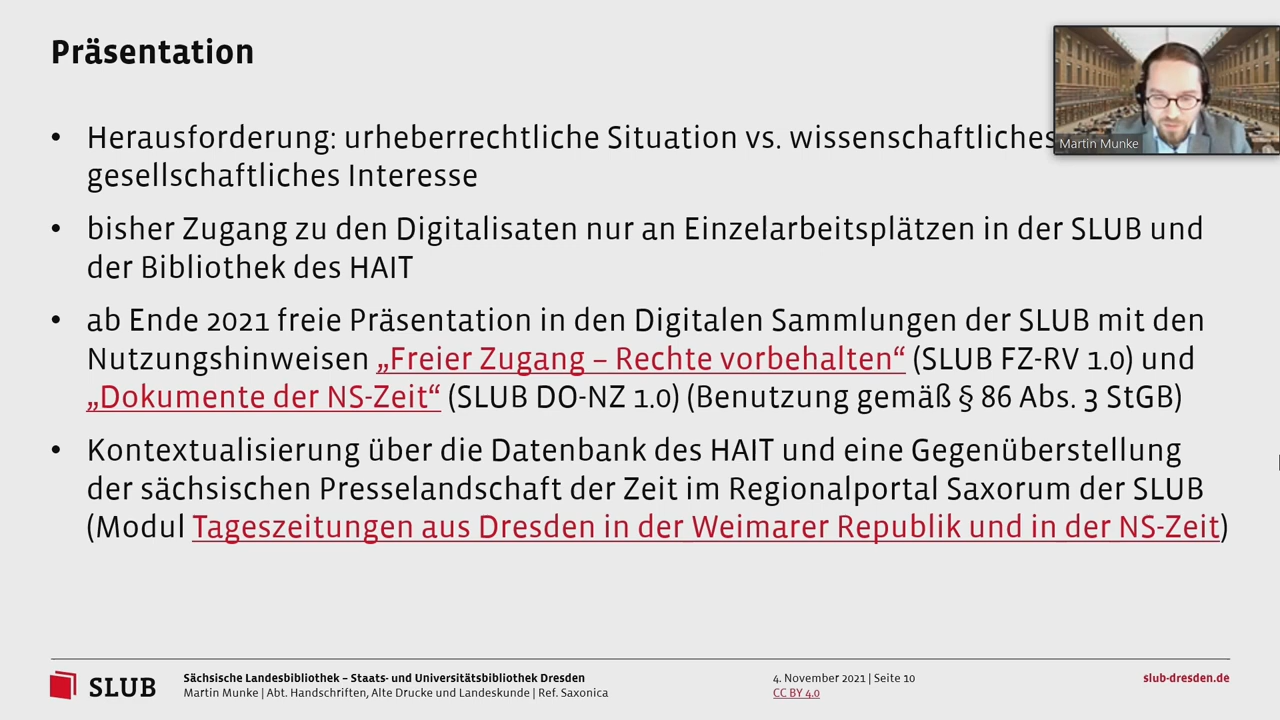 Präsentation
• Herausforderung: urheberrechtliche Situation vs. wissenschaftliches
gesellschaftliches Interesse
• bisher Zugang zu den Digitalisaten nur an Einzelarbeitsplätzen in der SLUB und
der Bibliothek des HAIT
• ab Ende 2021 freie Präsentation in den Digitalen Sammlungen der SLUB mit den
Nutzungshinweisen „Freier Zugang – Rechte vorbehalten“ (SLUB FZ-RV 1.0) und
„Dokumente der NS-Zeit“ (SLUB DO-NZ 1.0) (Benutzung gemäß § 86 Abs. 3 StGB)
• Kontextualisierung über die Datenbank des HAIT und eine Gegenüberstellung
der sächsischen Presselandschaft der Zeit im Regionalportal Saxorum der SLUB
(Modul Tageszeitungen aus Dresden in der Weimarer Republik und in der NS-Zeit)
Martin Munke
SLUB
Sächsische Landesbibliothek – Staats- und Universitätsbibliothek Dresden
Martin Munke | Abt. Handschriften, Alte Drucke und Landeskunde | Ref. Saxonica
4. November 2021 | Seite 10
CC BY 4.0
slub-dresden.de